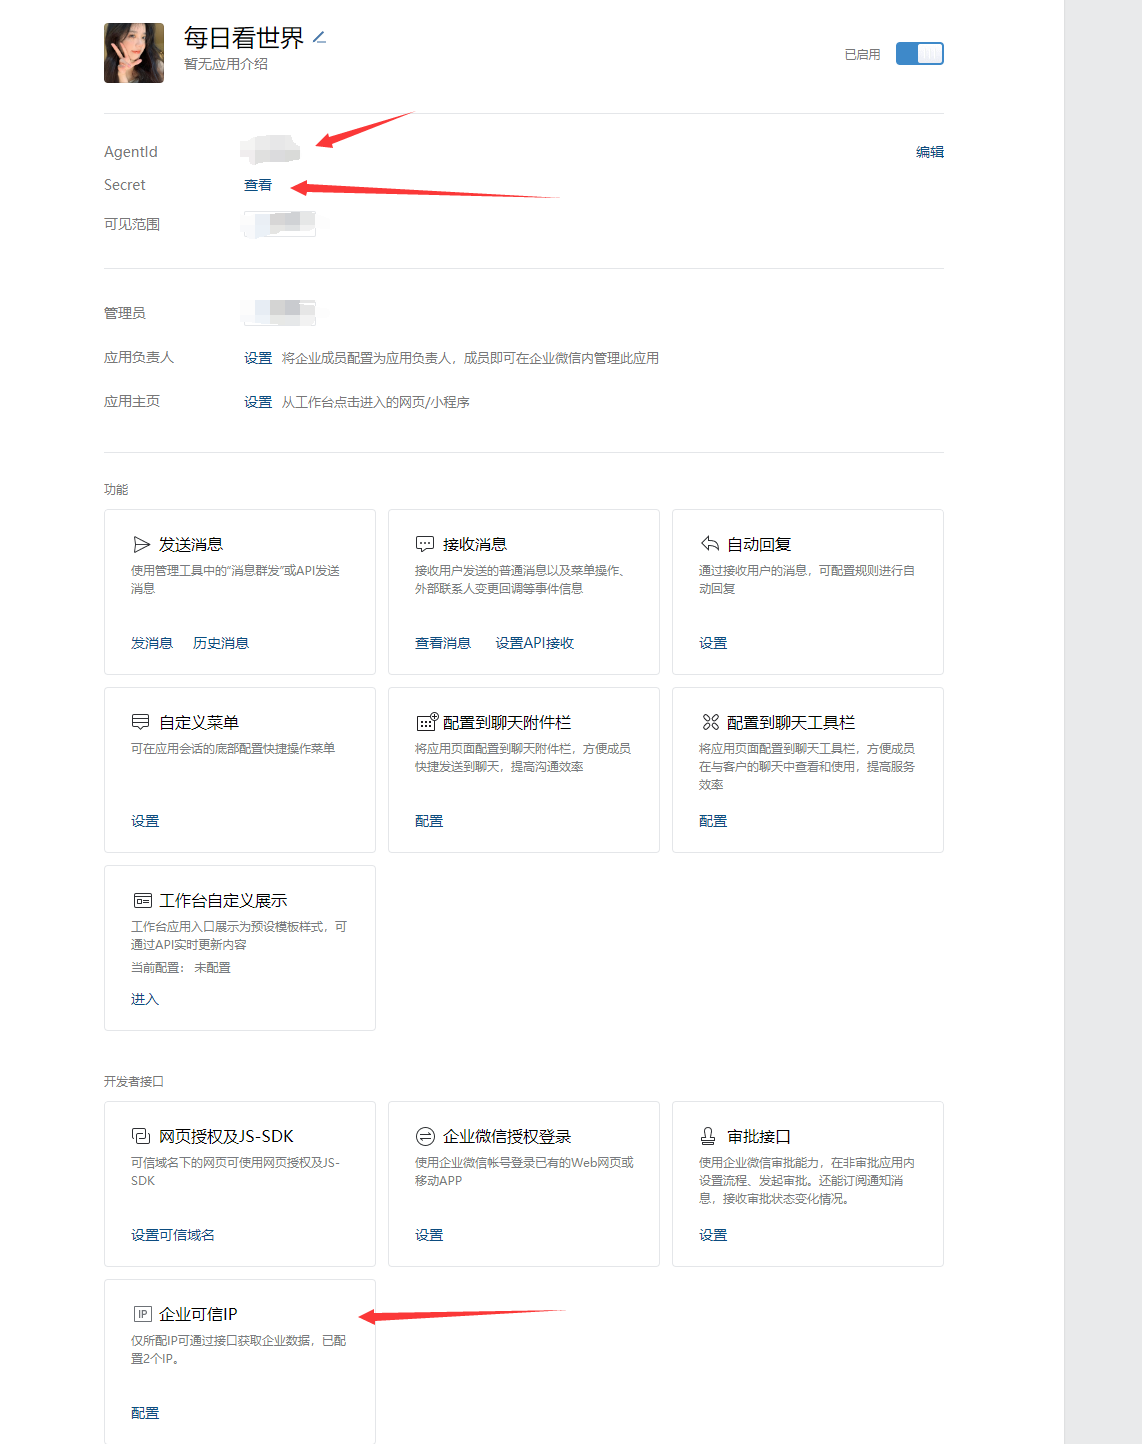 每日看世界
暂无应用介绍
已启用
AgentId
编辑
Secret 查看
可见范围
管理员
应用负责人 设置 将企业成员配置为应用负责人，成员即可在企业微信内管理此应用
应用主页 设置 从工作台点击进入的网页/小程序
功能
发送消息
使用管理工具中的“消息群发”或API发送
消息
发消息 历史消息
接收消息
接收用户发送的普通消息以及菜单操作、
外部联系人变更回调等事件信息
查看消息 设置API接收
自动回复
通过接收用户的消息，可配置规则进行自
动回复
设置
自定义菜单
可在应用会话的底部配置快捷操作菜单
设置
配置到聊天附件栏
将应用页面配置到聊天附件栏，方便成员
快捷发送到聊天，提高沟通效率
配置
配置到聊天工具栏
将应用页面配置到聊天工具栏，方便成员
在与客户的聊天中查看和使用，提高服务
效率
配置
工作台自定义展示
工作台应用入口展示为预设模板样式，可
通过API实时更新内容
当前配置： 未配置
进入
开发者接口
网页授权及JS-SDK
可信域名下的网页可使用网页授权及JS-
SDK
设置可信域名
企业微信授权登录
使用企业微信帐号登录已有的Web网页或
移动APP
设置
审批接口
使用企业微信审批能力，在非审批应用内
设置流程、发起审批。还能订阅通知消
息，接收审批状态变化情况。
设置
IP 企业可信IP
仅所配IP可通过接口获取企业数据，已配
置2个IP。
配置